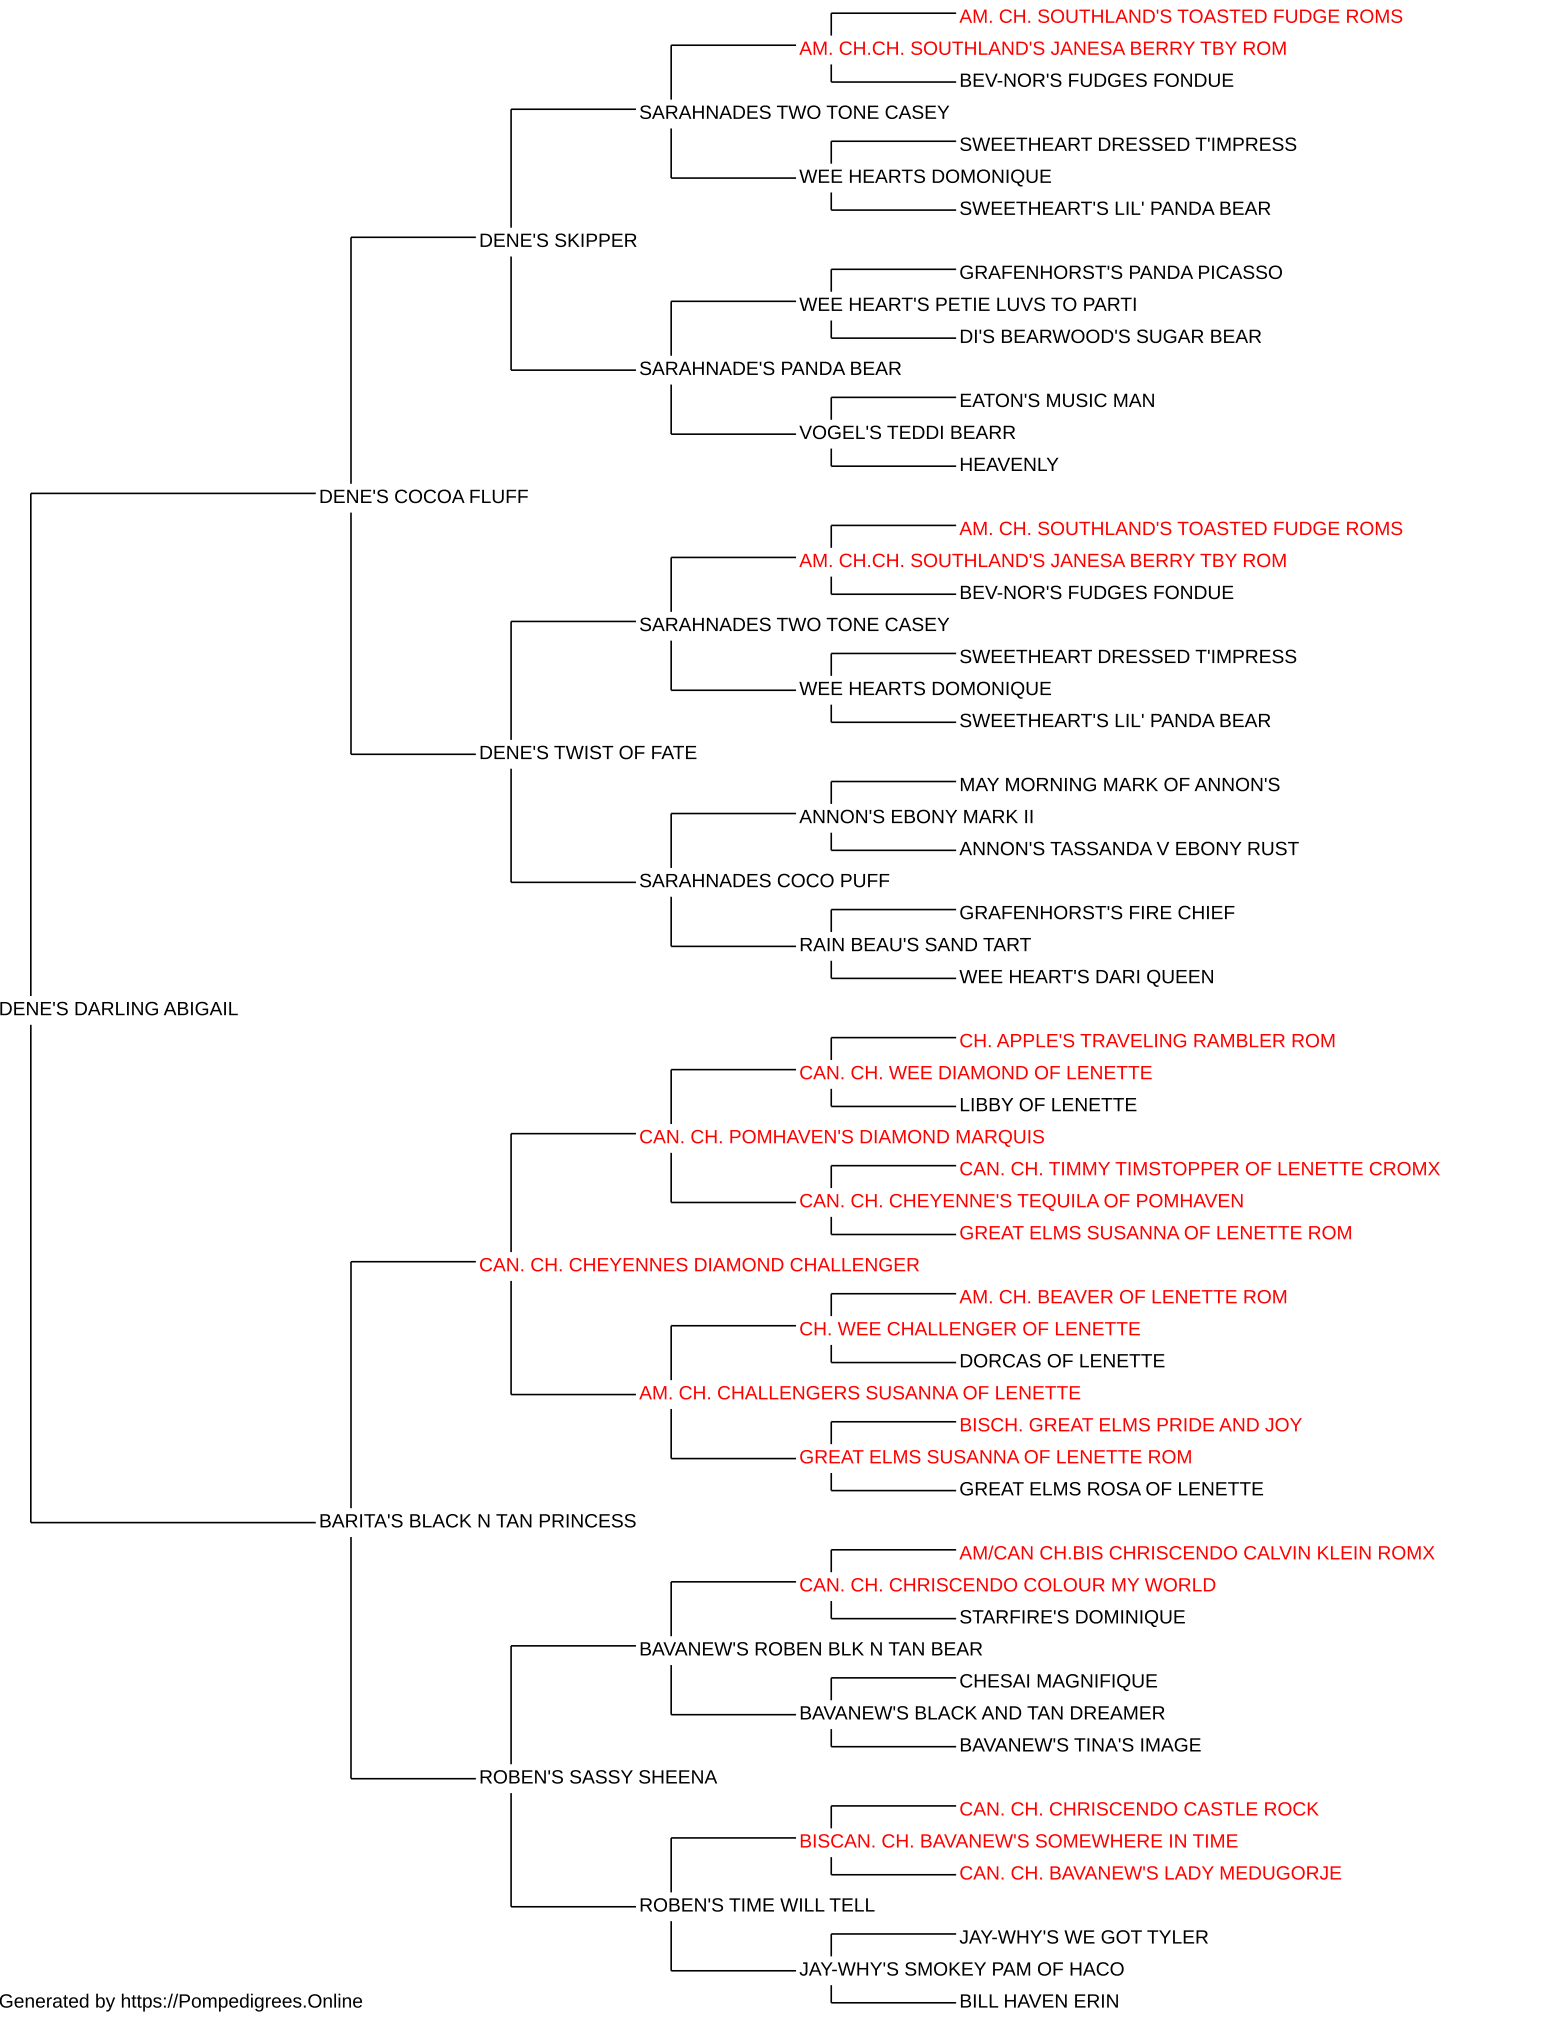 AM. CH. SOUTHLAND'S TOASTED FUDGE ROMS
AM. CH.CH. SOUTHLAND'S JANESA BERRY TBY ROM
BEV-NOR'S FUDGES FONDUE
SARAHNADES TWO TONE CASEY
SWEETHEART DRESSED T'IMPRESS
WEE HEARTS DOMONIQUE
SWEETHEART'S LIL' PANDA BEAR
DENE'S SKIPPER
GRAFENHORST'S PANDA PICASSO
WEE HEART'S PETIE LUVS TO PARTI
DI'S BEARWOOD'S SUGAR BEAR
SARAHNADE'S PANDA BEAR
EATON'S MUSIC MAN
VOGEL'S TEDDI BEARR
HEAVENLY
DENE'S COCOA FLUFF
AM. CH. SOUTHLAND'S TOASTED FUDGE ROMS
AM. CH.CH. SOUTHLAND'S JANESA BERRY TBY ROM
BEV-NOR'S FUDGES FONDUE
SARAHNADES TWO TONE CASEY
SWEETHEART DRESSED T'IMPRESS
WEE HEARTS DOMONIQUE
SWEETHEART'S LIL' PANDA BEAR
DENE'S TWIST OF FATE
MAY MORNING MARK OF ANNON'S
ANNON'S EBONY MARK II
ANNON'S TASSANDA V EBONY RUST
SARAHNADES COCO PUFF
GRAFENHORST'S FIRE CHIEF
RAIN BEAU'S SAND TART
WEE HEART'S DARI QUEEN
DENE'S DARLING ABIGAIL
CH. APPLE'S TRAVELING RAMBLER ROM
CAN. CH. WEE DIAMOND OF LENETTE
LIBBY OF LENETTE
CAN. CH. POMHAVEN'S DIAMOND MARQUIS
CAN. CH. TIMMY TIMSTOPPER OF LENETTE CROMX
CAN. CH. CHEYENNE'S TEQUILA OF POMHAVEN
GREAT ELMS SUSANNA OF LENETTE ROM
CAN. CH. CHEYENNES DIAMOND CHALLENGER
AM. CH. BEAVER OF LENETTE ROM
CH. WEE CHALLENGER OF LENETTE
DORCAS OF LENETTE
AM. CH. CHALLENGERS SUSANNA OF LENETTE
BISCH. GREAT ELMS PRIDE AND JOY
GREAT ELMS SUSANNA OF LENETTE ROM
GREAT ELMS ROSA OF LENETTE
BARITA'S BLACK N TAN PRINCESS
AM/CAN CH.BIS CHRISCENDO CALVIN KLEIN ROMX
CAN. CH. CHRISCENDO COLOUR MY WORLD
STARFIRE'S DOMINIQUE
BAVANEW'S ROBEN BLK N TAN BEAR
CHESAI MAGNIFIQUE
BAVANEW'S BLACK AND TAN DREAMER
BAVANEW'S TINA'S IMAGE
ROBEN'S SASSY SHEENA
CAN. CH. CHRISCENDO CASTLE ROCK
BISCAN. CH. BAVANEW'S SOMEWHERE IN TIME
CAN. CH. BAVANEW'S LADY MEDUGORJE
ROBEN'S TIME WILL TELL
JAY-WHY'S WE GOT TYLER
JAY-WHY'S SMOKEY PAM OF HACO
BILL HAVEN ERIN
Generated by https://Pompedigrees.Online